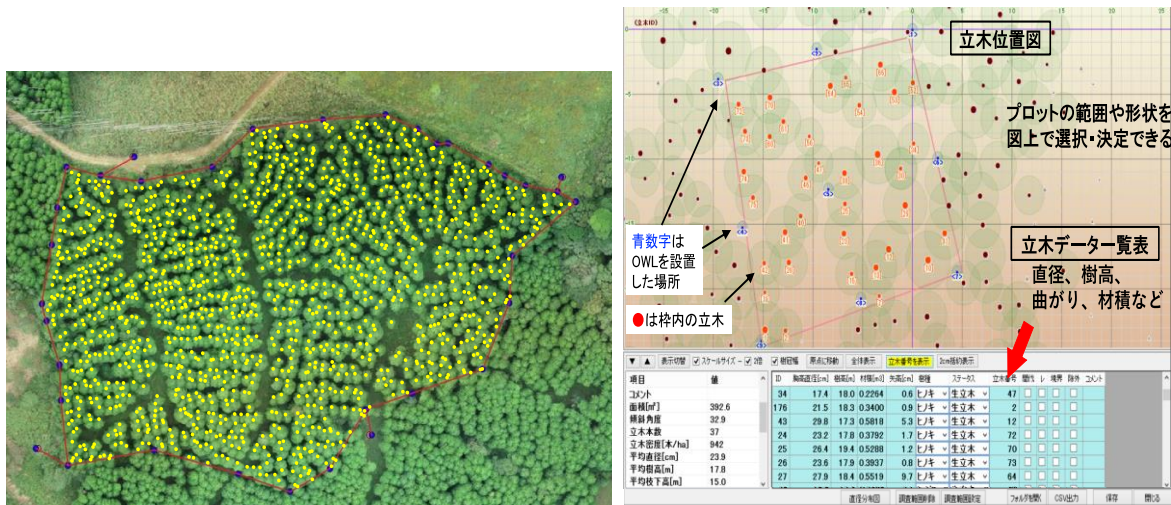 (立木ID)
立木位置図
プロットの範囲や形状を
図上で選択・決定できる
青数字は
OWLを設置
した場所
●は枠内の立木
立木データ一覧表
直径、樹高、
曲がり、材積など
▼ ▲ 表示切替 スケールサイズ - 2倍 樹冠幅 原点に移動 全体表示 立木番号を表示 2cm括約表示
項目 値
コメント
面積[㎡] 392.6
傾斜角度 32.9
立木本数 37
立木密度[本/ha] 942
平均直径[cm] 23.9
平均樹高[m] 17.8
平均枝下高[m] 15.0
ID 胸高直径[cm] 樹高[m] 材積[m3] 矢高[cm] 樹種 ステータス 立木番号 間伐 レ 境界 除外 コメント
34 17.4 18.0 0.2264 0.6 ヒノキ 生立木 47
176 21.5 18.3 0.3400 0.9 ヒノキ 生立木 2
43 29.8 17.3 0.5818 5.3 ヒノキ 生立木 12
24 23.2 17.8 0.3792 1.7 ヒノキ 生立木 72
25 26.4 19.4 0.5288 1.2 ヒノキ 生立木 70
26 23.6 17.9 0.3937 0.8 ヒノキ 生立木 73
27 27.9 18.4 0.5519 9.7 ヒノキ 生立木 64
直径分布図 調査範囲削除 調査範囲設定 フォルダを開く CSV出力 保存 閉じる